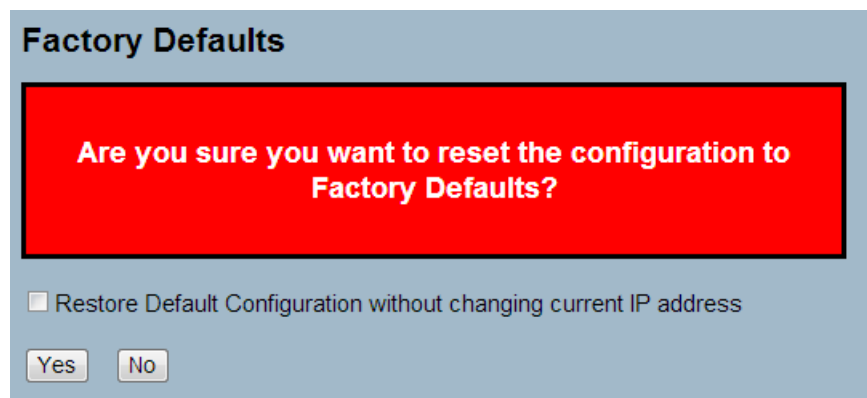 Factory Defaults
Are you sure you want to reset the configuration to
Factory Defaults?
Restore Default Configuration without changing current IP address
Yes No